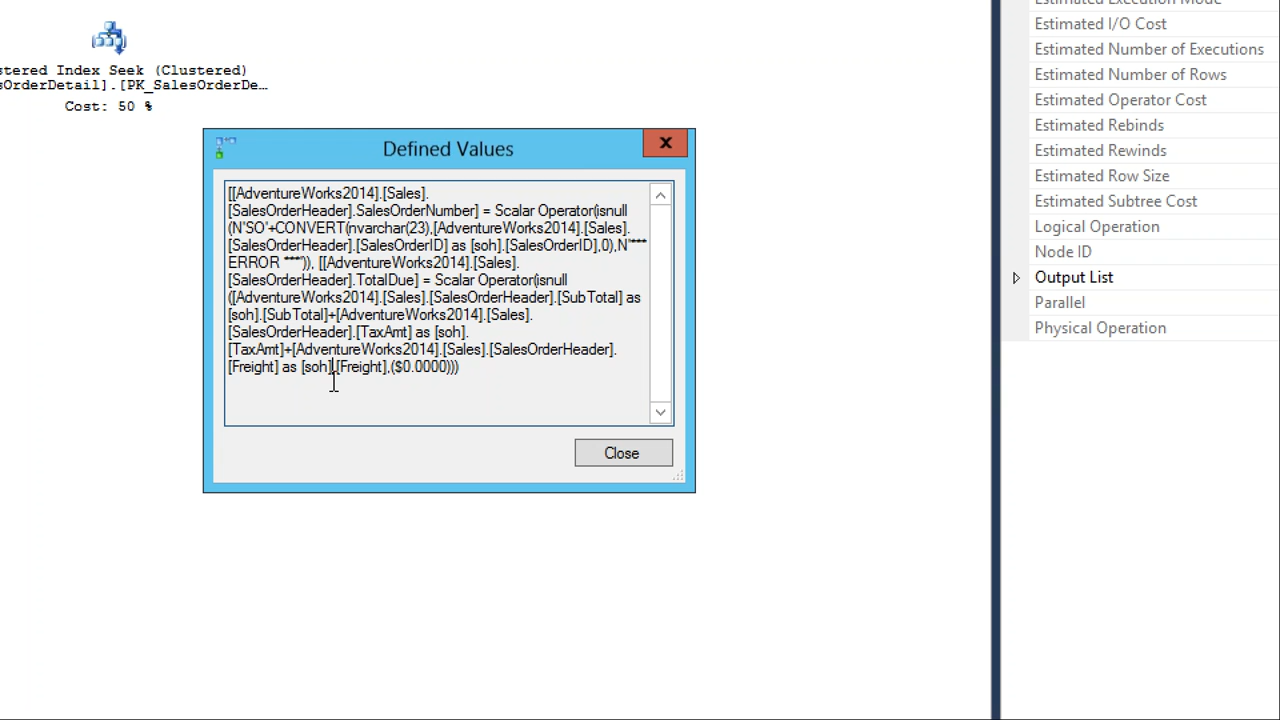 stered Index Seek (Clustered)
sOrderDetail].[PK_SalesOrderDe…
Cost: 50 %
Defined Values
[[AdventureWorks2014].[Sales].
[SalesOrderHeader].SalesOrderNumber] = Scalar Operator(isnull
(N'SO'+CONVERT(nvarchar(23),[AdventureWorks2014].[Sales].
[SalesOrderHeader].[SalesOrderID] as [soh].[SalesOrderID],0),N'***
ERROR ***')), [[AdventureWorks2014].[Sales].
[SalesOrderHeader].TotalDue] = Scalar Operator(isnull
([AdventureWorks2014].[Sales].[SalesOrderHeader].[SubTotal] as
[soh].[SubTotal]+[AdventureWorks2014].[Sales].
[SalesOrderHeader].[TaxAmt] as [soh].
[TaxAmt]+[AdventureWorks2014].[Sales].[SalesOrderHeader].
[Freight] as [soh].[Freight],($0.0000)))
Close
Estimated Execution Mode
Estimated I/O Cost
Estimated Number of Executions
Estimated Number of Rows
Estimated Operator Cost
Estimated Rebinds
Estimated Rewinds
Estimated Row Size
Estimated Subtree Cost
Logical Operation
Node ID
Output List
Parallel
Physical Operation